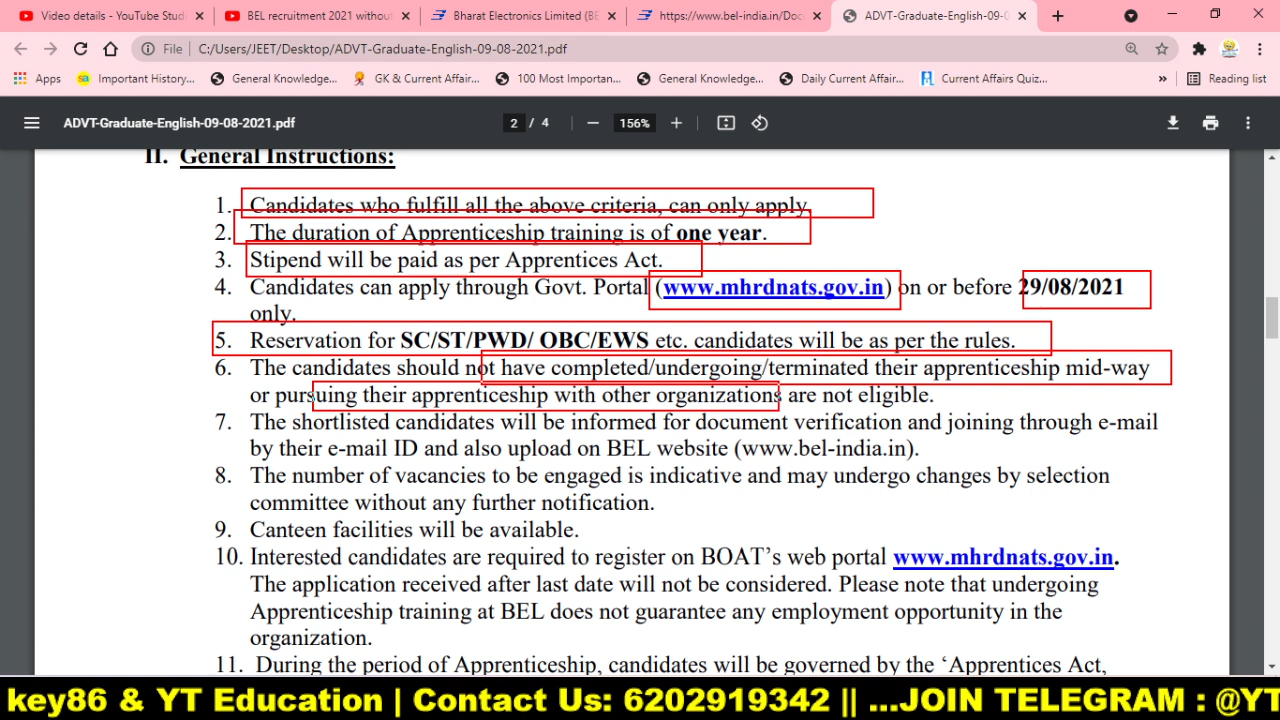 Video details - YouTube Stud
BEL recruitment 2021 withou
Bharat Electronics Limited (BE
https://www.bel-india.in/Doc
ADVT-Graduate-English-09-0
File C:/Users/JEET/Desktop/ADVT-Graduate-English-09-08-2021.pdf
Apps Important History... General Knowledge... GK & Current Affair... 100 Most Importan... General Knowledge... Daily Current Affair... Current Affairs Quiz... » Reading list
ADVT-Graduate-English-09-08-2021.pdf 2 / 4 156%
II. General Instructions:
1. Candidates who fulfill all the above criteria, can only apply.
2. The duration of Apprenticeship training is of one year.
3. Stipend will be paid as per Apprentices Act.
4. Candidates can apply through Govt. Portal (www.mhrdnats.gov.in) on or before 29/08/2021
only.
5. Reservation for SC/ST/PWD/ OBC/EWS etc. candidates will be as per the rules.
6. The candidates should not have completed/undergoing/terminated their apprenticeship mid-way
or pursuing their apprenticeship with other organizations are not eligible.
7. The shortlisted candidates will be informed for document verification and joining through e-mail
by their e-mail ID and also upload on BEL website (www.bel-india.in).
8. The number of vacancies to be engaged is indicative and may undergo changes by selection
committee without any further notification.
9. Canteen facilities will be available.
10. Interested candidates are required to register on BOAT's web portal www.mhrdnats.gov.in.
The application received after last date will not be considered. Please note that undergoing
Apprenticeship training at BEL does not guarantee any employment opportunity in the
organization.
11. During the period of Apprenticeship, candidates will be governed by the 'Apprentices Act,
key86 & YT Education | Contact Us: 6202919342 || ...JOIN TELEGRAM : @YT